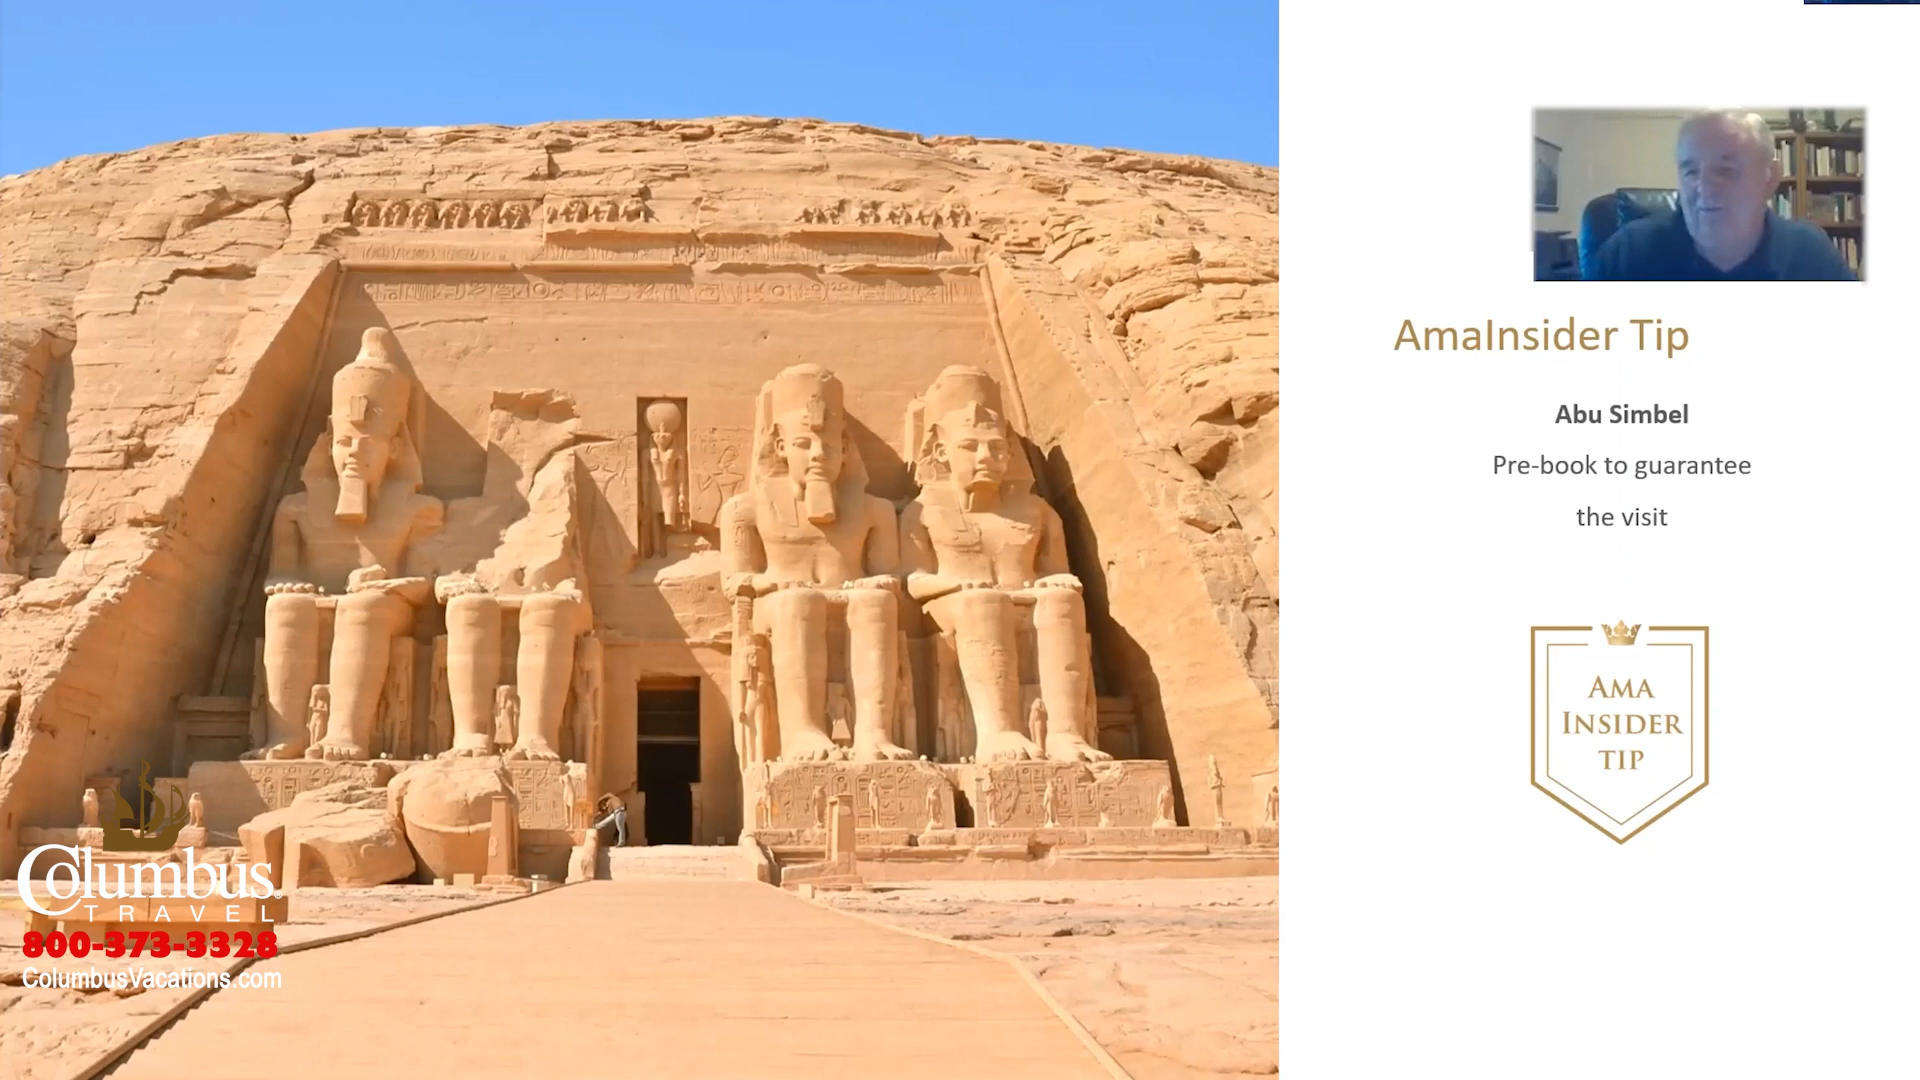 AmaInsider Tip
Abu Simbel
Pre-book to guarantee
the visit
AMA
INSIDER
TIP
Columbus
TRAVEL
800-373-3328
ColumbusVacations.com